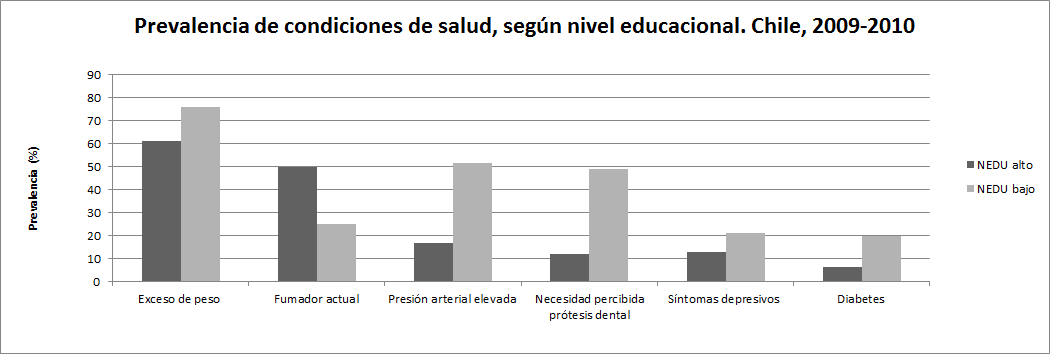 Prevalencia de condiciones de salud, según nivel educacional. Chile, 2009-2010
Prevalencia (%)
90
80
70
60
50
40
30
20
10
0
Exceso de peso
Fumador actual
Presión arterial elevada
Necesidad percibida
prótesis dental
Síntomas depresivos
Diabetes
NEDU alto
NEDU bajo